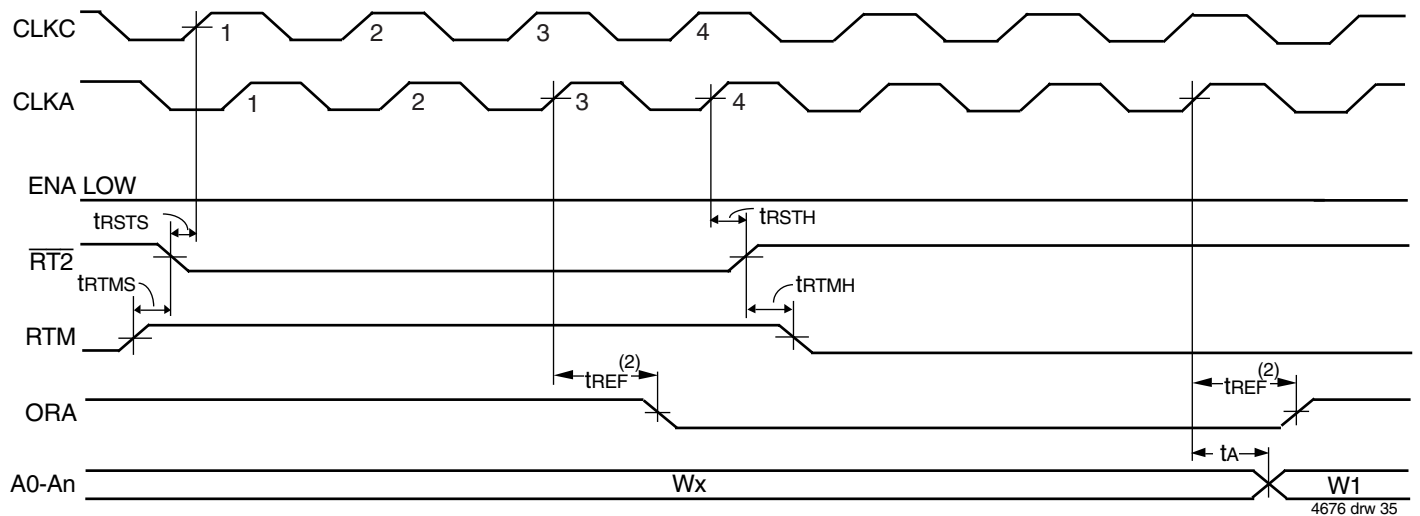 CLKC 1 2 3 4
CLKA 1 2 3 4
ENA LOW
tRSTS tRSTH
RT2
tRTMS tRTMH
RTM
tREF(2) tREF(2)
ORA
tA
A0-An Wx W1
4676 drw 35